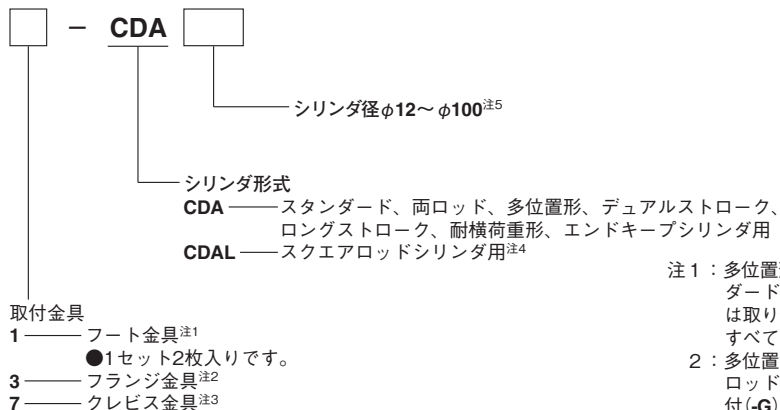 □ － CDA □
シリンダ径φ12～φ100注5
シリンダ形式
CDA ── スタンダード、両ロッド、多位置形、デュアルストローク、
ロングストローク、耐横荷重形、エンドキープシリンダ用
CDAL ── スクエアロッドシリンダ用注4
取付金具
1 ── フート金具注1
●1セット2枚入りです。
3 ── フランジ金具注2
7 ── クレビス金具注3
注1：多位置
ダード
は取り
すべて
2：多位置
ロッド
付(-G)